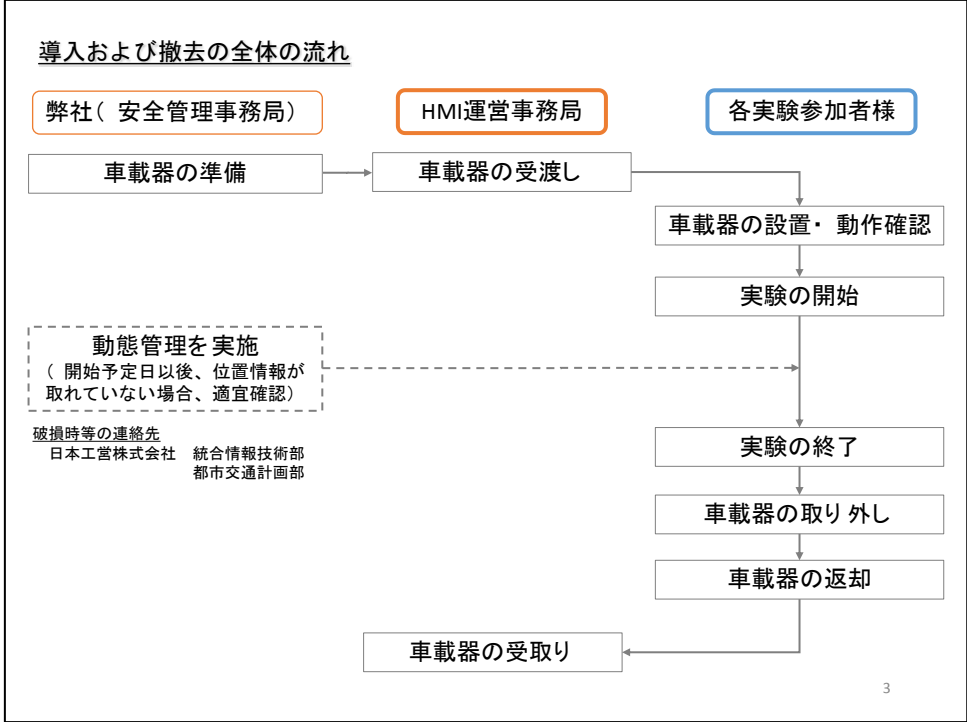 導入および撤去の全体の流れ
弊社( 安全管理事務局)
HMI運営事務局
各実験参加者様
車載器の準備
車載器の受渡し
車載器の設置・ 動作確認
実験の開始
動態管理を実施
( 開始予定日以後、位置情報が
取れていない場合、適宜確認)
破損時等の連絡先
日本工営株式会社 統合情報技術部
都市交通計画部
実験の終了
車載器の取り外し
車載器の返却
車載器の受取り
3